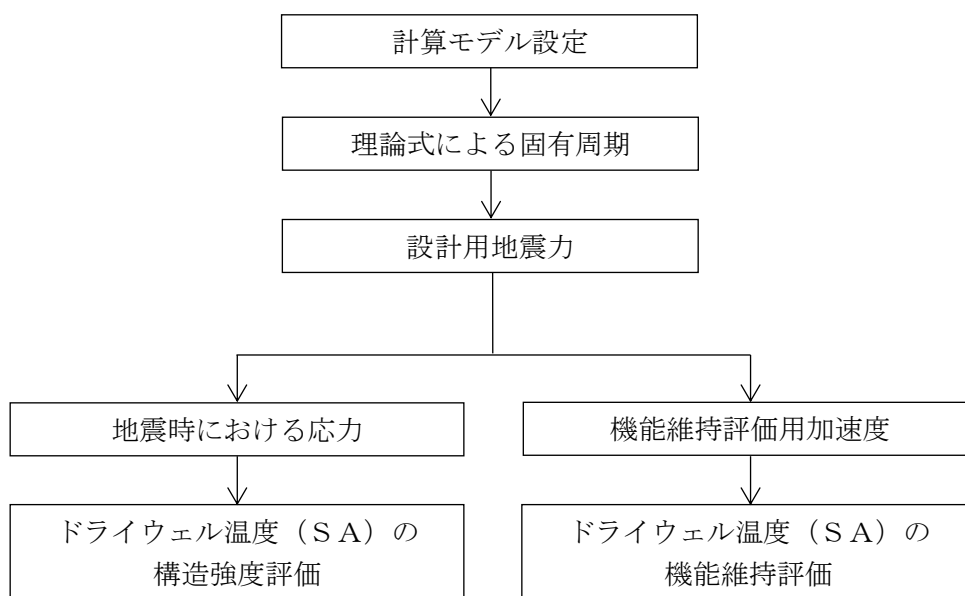 計算モデル設定
理論式による固有周期
設計用地震力
地震時における応力
機能維持評価用加速度
ドライウェル温度（ＳＡ）の
構造強度評価
ドライウェル温度（ＳＡ）の
機能維持評価